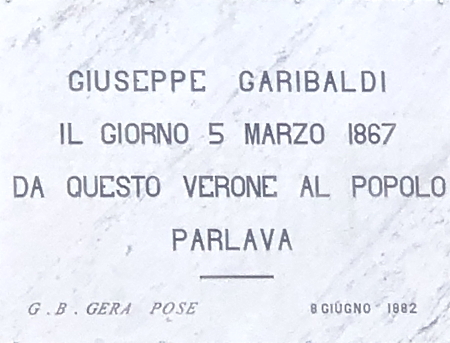 GIUSEPPE GARIBALDI
IL GIORNO 5 MARZO 1867
DA QUESTO VERONE AL POPOLO
PARLAVA
G. B. GERA POSE
8 GIUGNO 1882